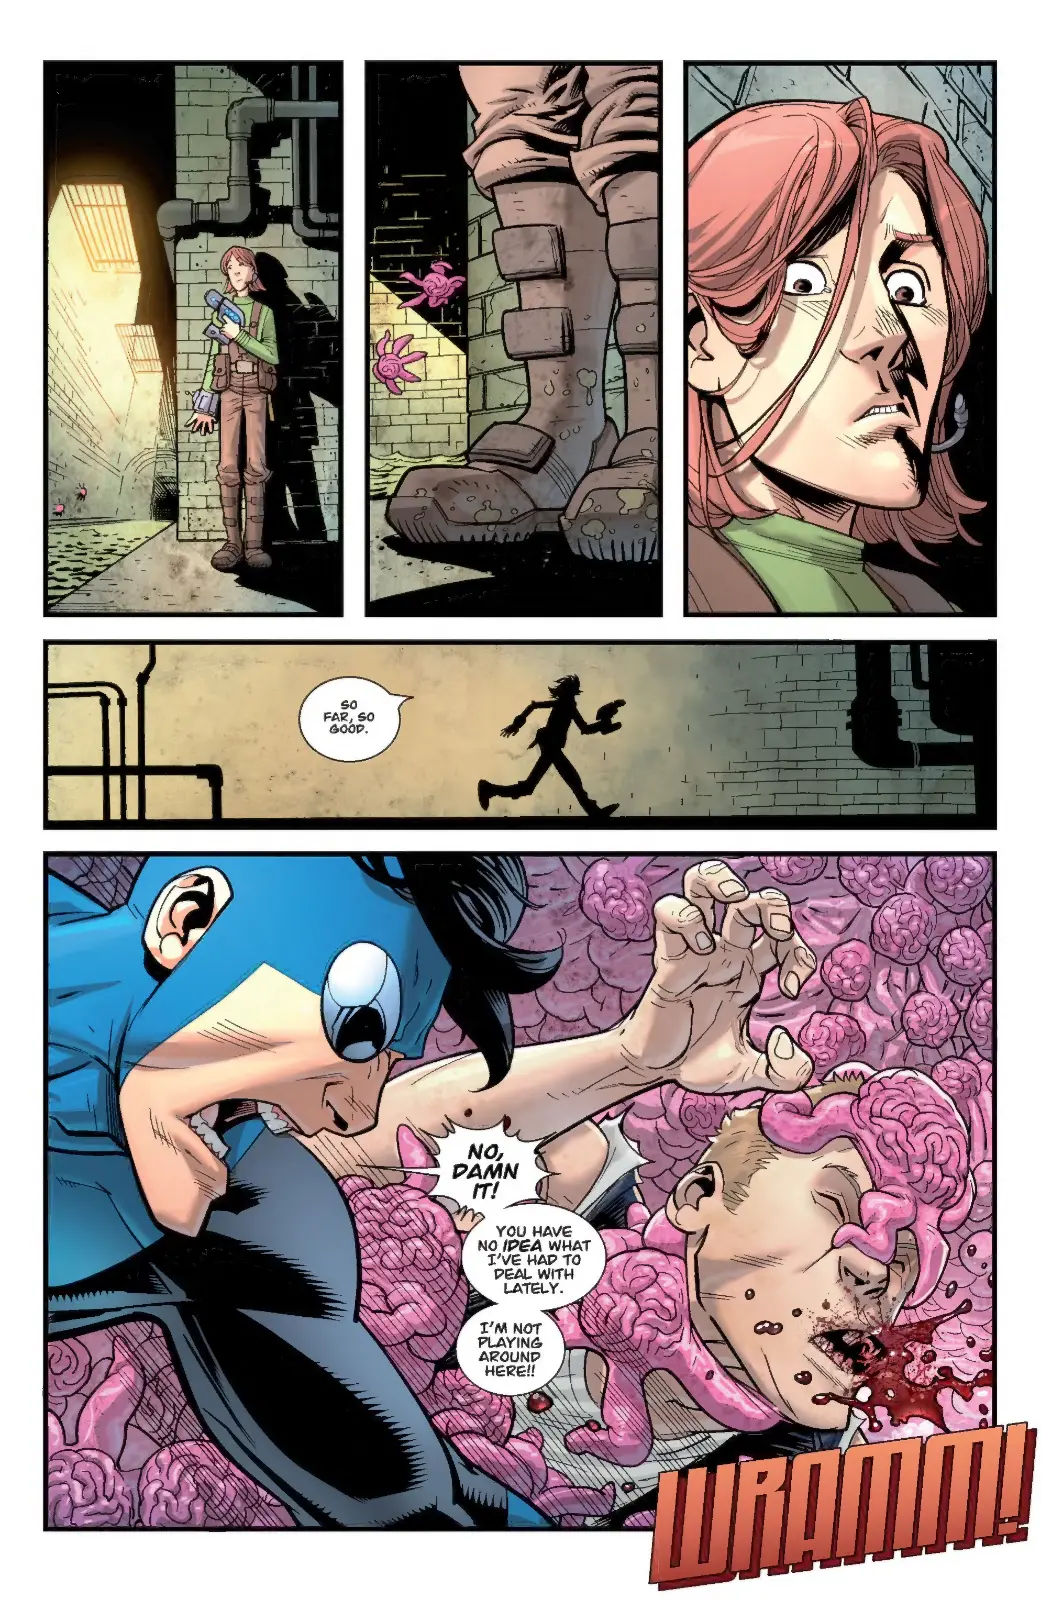 SO
FAR, SO
GOOD.
NO,
DAMN
IT!
YOU HAVE
NO IDEA WHAT
I'VE HAD TO
DEAL WITH
LATELY.
I'M NOT
PLAYING
AROUND
HERE!!
WRAMM!